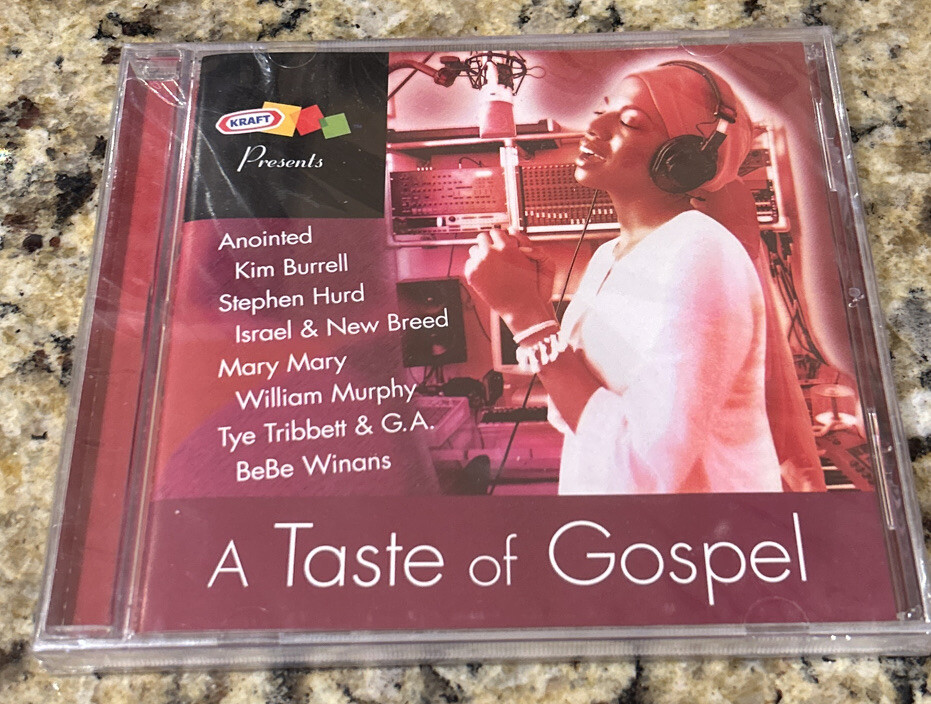 KRAFT
Presents
Anointed
Kim Burrell
Stephen Hurd
Israel & New Breed
Mary Mary
William Murphy
Tye Tribbett & G.A.
BeBe Winans
A Taste of Gospel